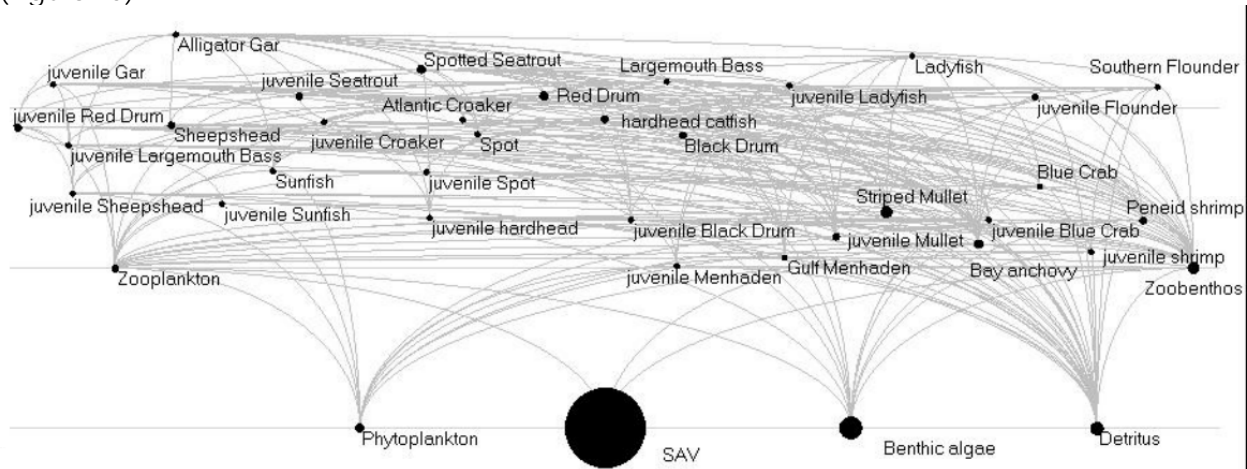 Alligator Gar
Spotted Seatrout
Largemouth Bass
Ladyfish
Southern Flounder
juvenile Gar
juvenile Seatrout
Red Drum
juvenile Ladyfish
juvenile Flounder
Atlantic Croaker
juvenile Red Drum
Sheepshead
juvenile Croaker
Spot
hardhead catfish
Black Drum
juvenile Largemouth Bass
Blue Crab
Sunfish
juvenile Spot
Striped Mullet
juvenile Sheepshead
juvenile Sunfish
Peneid shrimp
juvenile hardhead
juvenile Black Drum
juvenile Mullet
juvenile Blue Crab
juvenile shrimp
Zooplankton
juvenile Menhaden
Gulf Menhaden
Bay anchovy
Zoobenthos
Phytoplankton
SAV
Benthic algae
Detritus